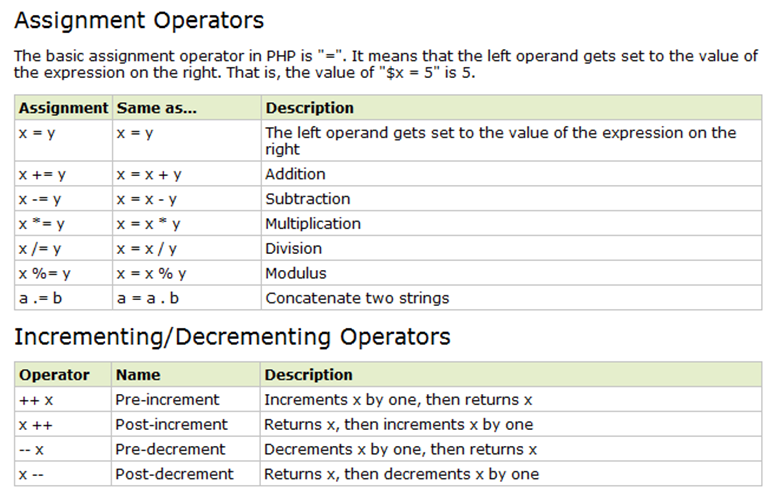 Assignment Operators
The basic assignment operator in PHP is "=". It means that the left operand gets set to the value of
the expression on the right. That is, the value of "$x = 5" is 5.
Assignment Same as... Description
x = y x = y The left operand gets set to the value of the expression on the
right
x += y x = x + y Addition
x -= y x = x - y Subtraction
x *= y x = x * y Multiplication
x /= y x = x / y Division
x %= y x = x % y Modulus
a .= b a = a . b Concatenate two strings
Incrementing/Decrementing Operators
Operator Name Description
++ x Pre-increment Increments x by one, then returns x
x ++ Post-increment Returns x, then increments x by one
-- x Pre-decrement Decrements x by one, then returns x
x -- Post-decrement Returns x, then decrements x by one